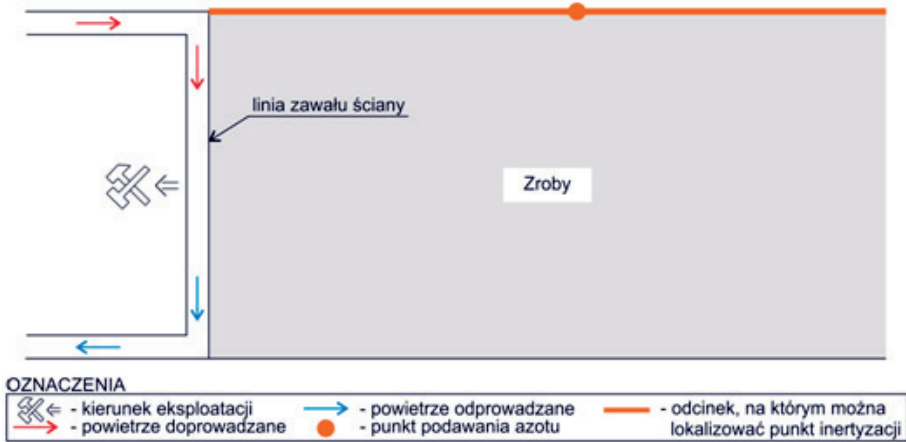 linia zawału ściany
Zroby
OZNACZENIA
- kierunek eksploatacji
- powietrze odprowadzane
- odcinek, na którym można
lokalizować punkt inertyzacji
- powietrze doprowadzane
- punkt podawania azotu